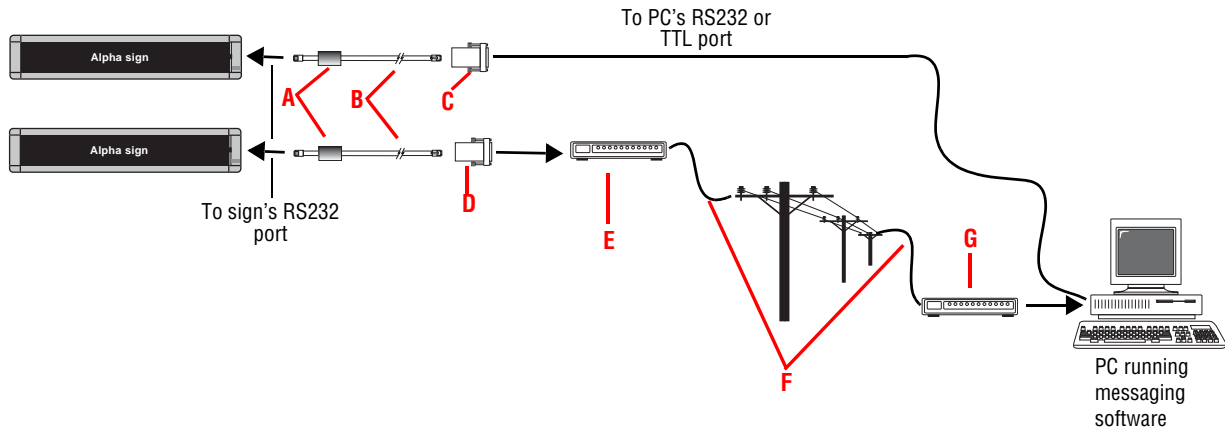 To PC's RS232 or
TTL port
Alpha sign
A
B
C
Alpha sign
D
To sign's RS232
port
E
G
F
PC running
messaging
software